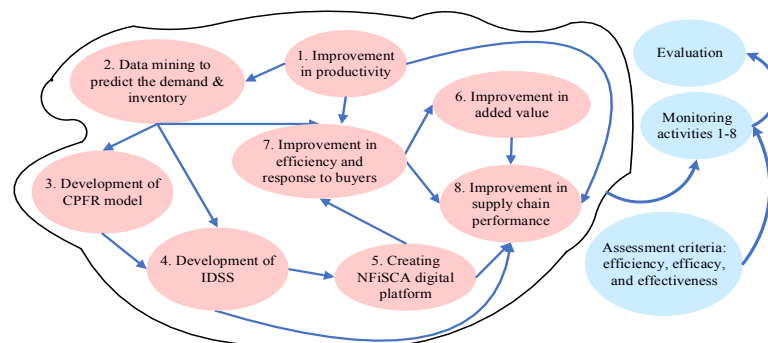 2. Data mining to
predict the demand &
inventory
1. Improvement
in productivity
Evaluation
6. Improvement in
added value
Monitoring
activities 1-8
7. Improvement in
efficiency and
response to buyers
3. Development of
CPFR model
8. Improvement in
supply chain
performance
4. Development of
IDSS
5. Creating
NFiSCA digital
platform
Assessment criteria:
efficiency, efficacy,
and effectiveness